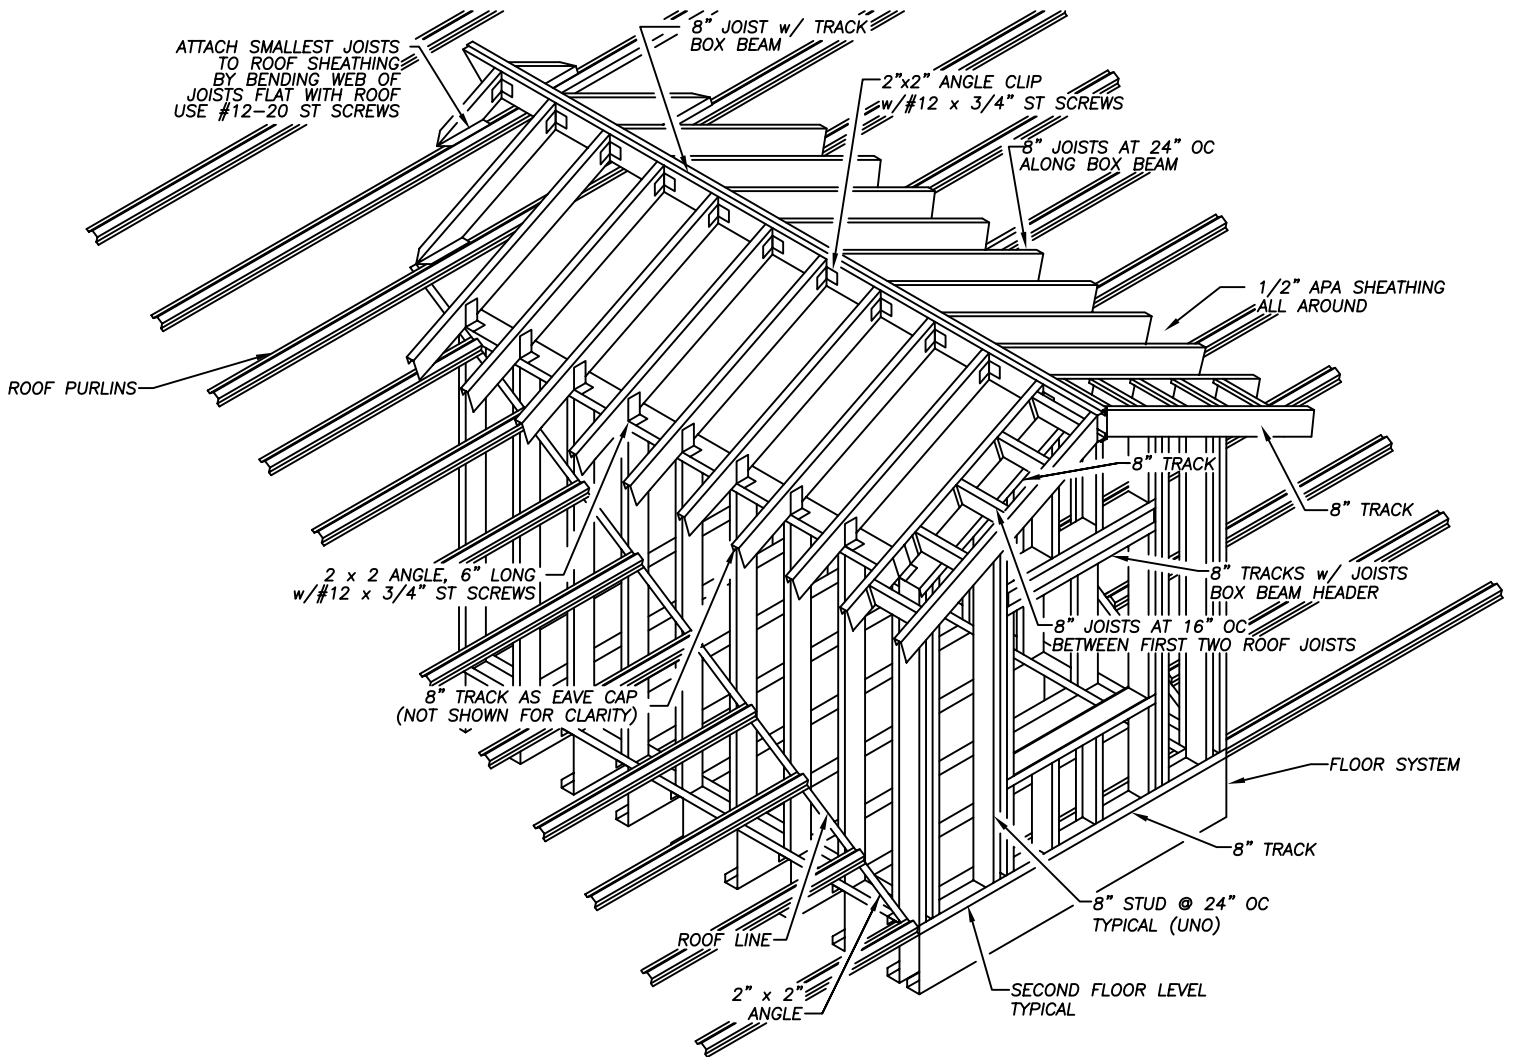 ATTACH SMALLEST JOISTS
TO ROOF SHEATHING
BY BENDING WEB OF
JOISTS FLAT WITH ROOF
USE #12-20 ST SCREWS
8" JOIST w/ TRACK
BOX BEAM
2"x2" ANGLE CLIP
w/#12 x 3/4" ST SCREWS
8" JOISTS AT 24" OC
ALONG BOX BEAM
1/2" APA SHEATHING
ALL AROUND
ROOF PURLINS
8" TRACK
8" TRACK
2 x 2 ANGLE, 6" LONG
w/#12 x 3/4" ST SCREWS
8" TRACKS w/ JOISTS
BOX BEAM HEADER
8" JOISTS AT 16" OC
BETWEEN FIRST TWO ROOF JOISTS
8" TRACK AS EAVE CAP
(NOT SHOWN FOR CLARITY)
FLOOR SYSTEM
8" TRACK
8" STUD @ 24" OC
TYPICAL (UNO)
ROOF LINE
2" x 2"
ANGLE
SECOND FLOOR LEVEL
TYPICAL